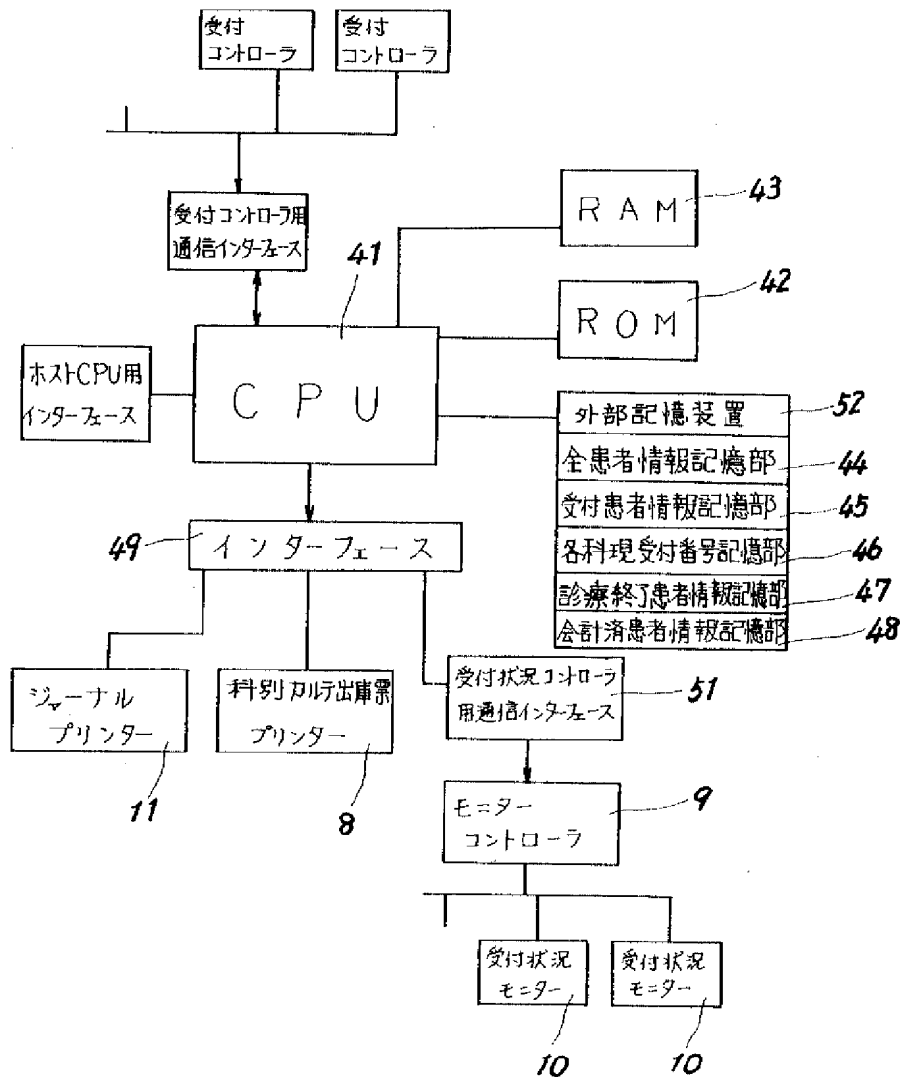 受付
コントローラ
受付
コントローラ
受付コントローラ用
通信インターフェース
41
RAM
43
ROM
42
ホストCPU用
インターフェース
CPU
外部記憶装置
52
全患者情報記憶部
44
受付患者情報記憶部
45
各科現受付番号記憶部
46
診療終了患者情報記憶部
47
会計済患者情報記憶部
48
49
インターフェース
ジャーナル
プリンター
11
科別カルテ出庫票
プリンター
8
受付状況コントローラ
用通信インターフェース
51
モニター
コントローラ
9
受付状況
モニター
10
受付状況
モニター
10